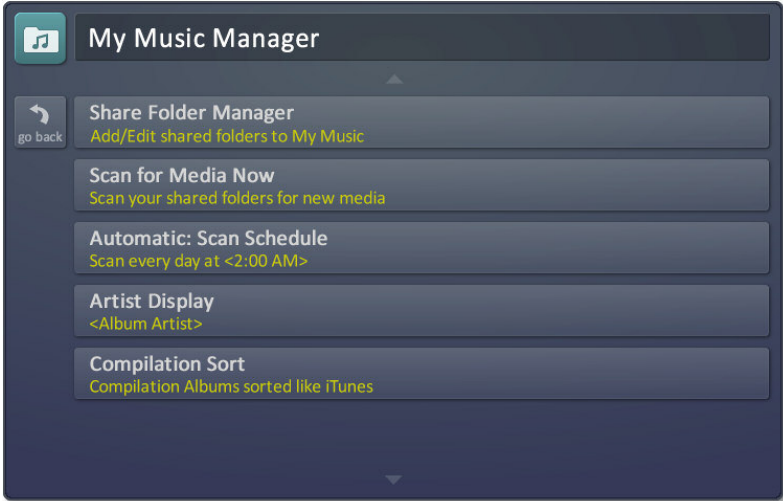 My Music Manager
go back
Share Folder Manager
Add/Edit shared folders to My Music
Scan for Media Now
Scan your shared folders for new media
Automatic: Scan Schedule
Scan every day at <2:00 AM>
Artist Display
<Album Artist>
Compilation Sort
Compilation Albums sorted like iTunes